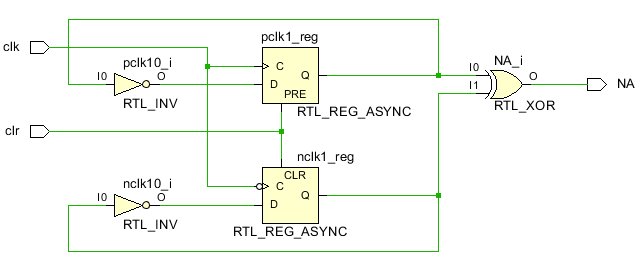 pclk1_reg
clk
pclk10_i
NA_i
C
I0
O
D
Q
I0
I1
O
NA
PRE
RTL_INV
RTL_REG_ASYNC
RTL_XOR
clr
nclk1_reg
CLR
nclk10_i
C
Q
I0
O
D
RTL_INV
RTL_REG_ASYNC